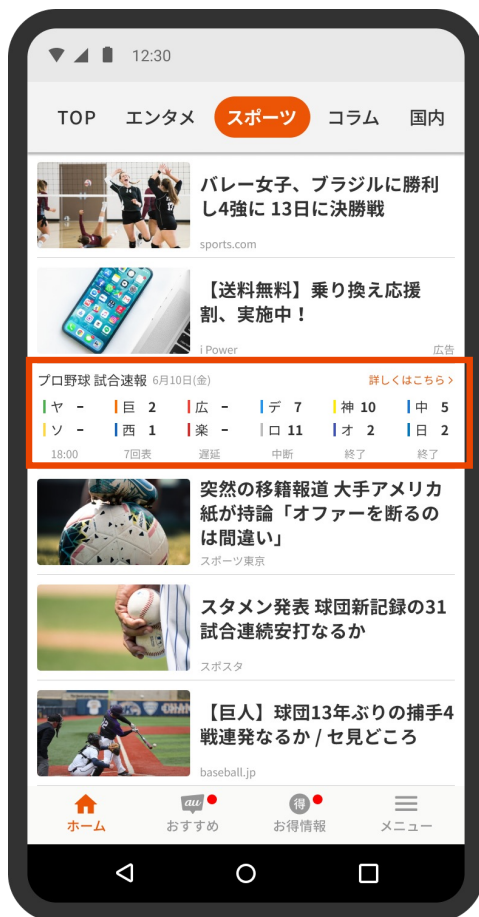 12:30
TOP エンタメ スポーツ コラム 国内
バレー女子、ブラジルに勝利
し4強に 13日に決勝戦
sports.com
【送料無料】乗り換え応援
割、実施中！
i Power 広告
プロ野球 試合速報 6月10日(金) 詳しくはこちら
ヤ - 巨 2 広 - デ 7 神 10 中 5
ソ - 西 1 楽 - ロ 11 オ 2 日 2
18:00 7回表 遅延 中断 終了 終了
突然の移籍報道 大手アメリカ
紙が持論「オファーを断るの
は間違い」
スポーツ東京
スタメン発表 球団新記録の31
試合連続安打なるか
スポスタ
【巨人】球団13年ぶりの捕手4
戦連発なるか / セ見どころ
baseball.jp
au 得
ホーム おすすめ お得情報 メニュー